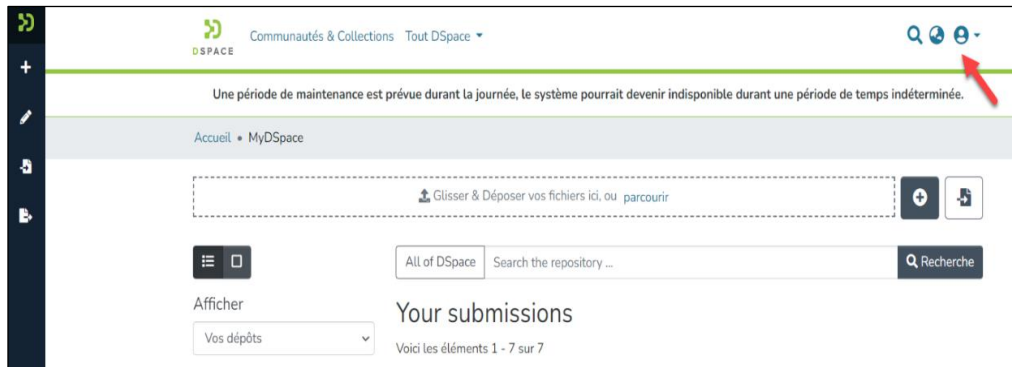 DSPACE
Communautés & Collections Tout DSpace
Une période de maintenance est prévue durant la journée, le système pourrait devenir indisponible durant une période de temps indéterminée.
Accueil • MyDSpace
Glisser & Déposer vos fichiers ici, ou parcourir
All of DSpace Search the repository ... Recherche
Afficher
Your submissions
Vos dépôts
Voici les éléments 1 - 7 sur 7